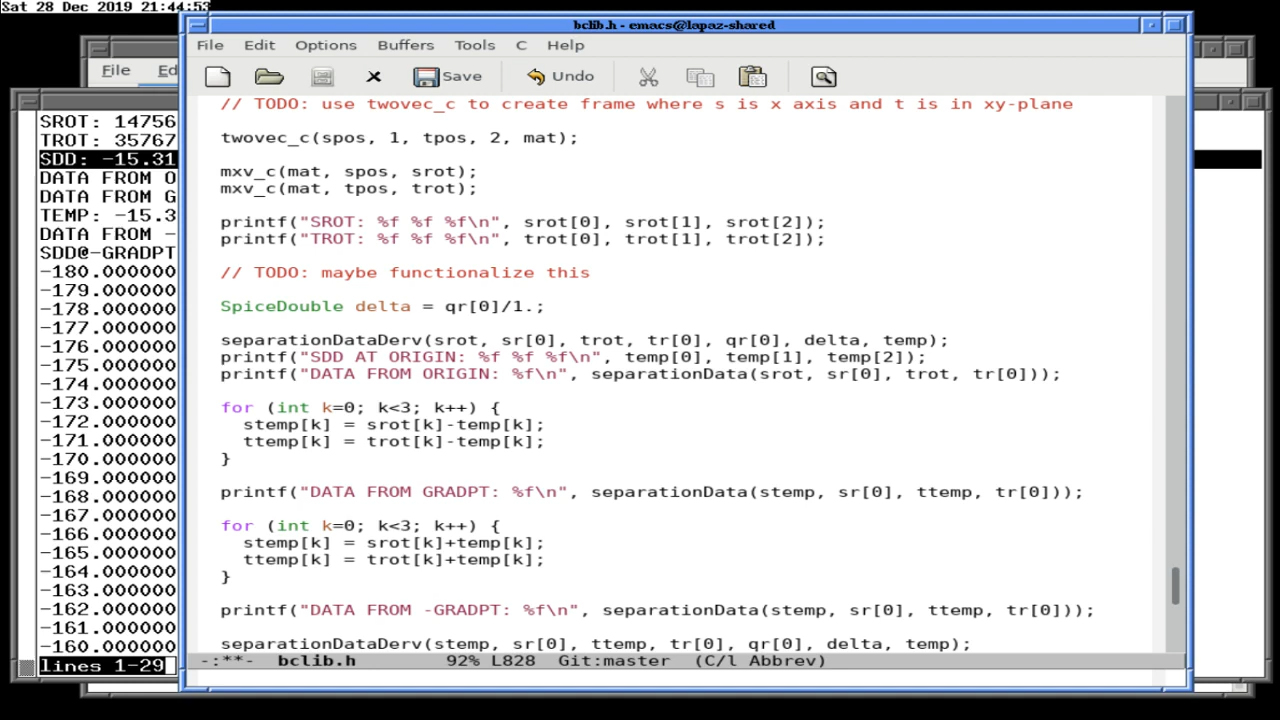 Sat 28 Dec 2019 21:44:53
bclib.h - emacs@lapaz-shared
File Edit Options Buffers Tools C Help
Save Undo
File Ed
// TODO: use twovec_c to create frame where s is x axis and t is in xy-plane
twovec_c(spos, 1, tpos, 2, mat);
mxv_c(mat, spos, srot);
mxv_c(mat, tpos, trot);
printf("SROT: %f %f %f\n", srot[0], srot[1], srot[2]);
printf("TROT: %f %f %f\n", trot[0], trot[1], trot[2]);
// TODO: maybe functionalize this
SpiceDouble delta = qr[0]/1.;
separationDataDerv(srot, sr[0], trot, tr[0], qr[0], delta, temp);
printf("SDD AT ORIGIN: %f %f %f\n", temp[0], temp[1], temp[2]);
printf("DATA FROM ORIGIN: %f\n", separationData(srot, sr[0], trot, tr[0]));
for (int k=0; k<3; k++) {
stemp[k] = srot[k]-temp[k];
ttemp[k] = trot[k]-temp[k];
}
printf("DATA FROM GRADPT: %f\n", separationData(stemp, sr[0], ttemp, tr[0]));
for (int k=0; k<3; k++) {
stemp[k] = srot[k]+temp[k];
ttemp[k] = trot[k]+temp[k];
}
printf("DATA FROM -GRADPT: %f\n", separationData(stemp, sr[0], ttemp, tr[0]));
separationDataDerv(stemp, sr[0], ttemp, tr[0], qr[0], delta, temp);
-:**- bclib.h 92% L828 Git:master (C/l Abbrev)
SROT: 14756
TROT: 35767
SDD: -15.31
DATA FROM O
DATA FROM G
TEMP: -15.3
DATA FROM -
SDD@-GRADPT
-180.000000
-179.000000
-178.000000
-177.000000
-176.000000
-175.000000
-174.000000
-173.000000
-172.000000
-171.000000
-170.000000
-169.000000
-168.000000
-167.000000
-166.000000
-165.000000
-164.000000
-163.000000
-162.000000
-161.000000
-160.000000
lines 1-29